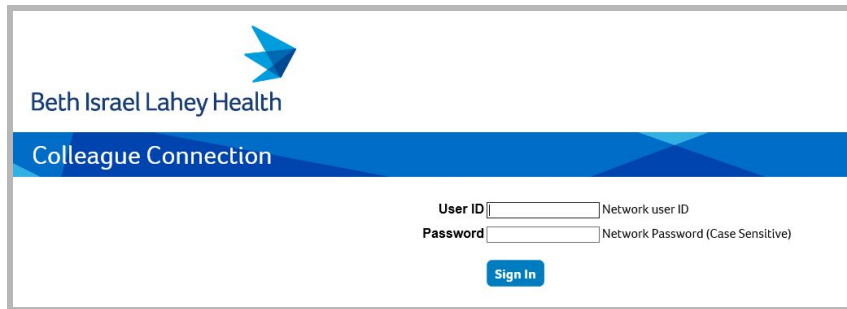 Beth Israel Lahey Health
Colleague Connection
User ID Network user ID
Password Network Password (Case Sensitive)
Sign In